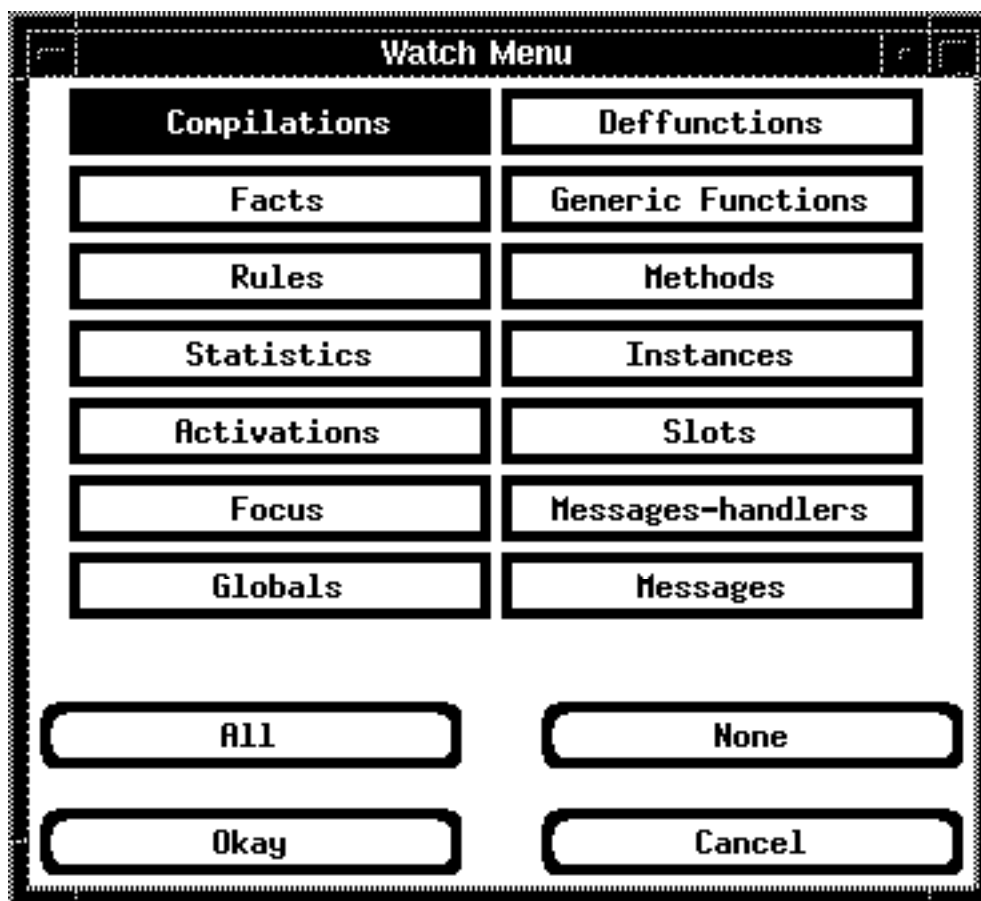 Watch Menu
Compilations Deffunctions
Facts Generic Functions
Rules Methods
Statistics Instances
Activations Slots
Focus Messages-handlers
Globals Messages
All None
Okay Cancel